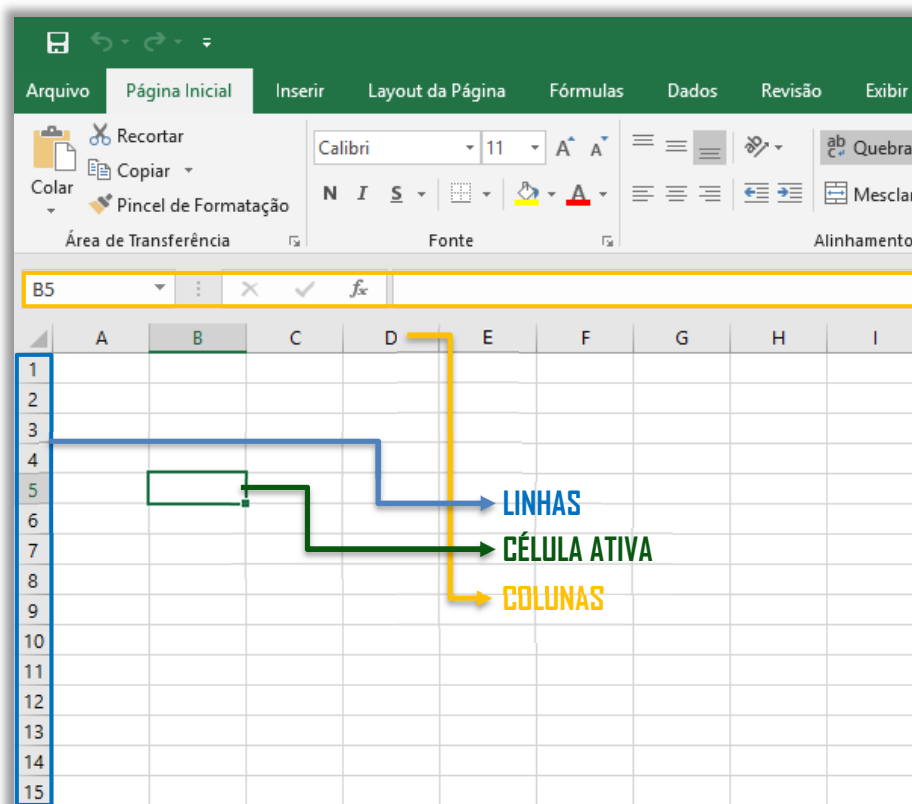 Arquivo Página Inicial Inserir Layout da Página Fórmulas Dados Revisão Exibir
Recortar
Copiar
Pincel de Formatação
Colar
Área de Transferência
Calibri 11 A A
N I S A
Fonte
ab Quebra
Mesclar
Alinhamento
B5 fx
A B C D E F G H I
1
2
3
4
5
6
7
8
9
10
11
12
13
14
15
LINHAS
CÉLULA ATIVA
COLUNAS